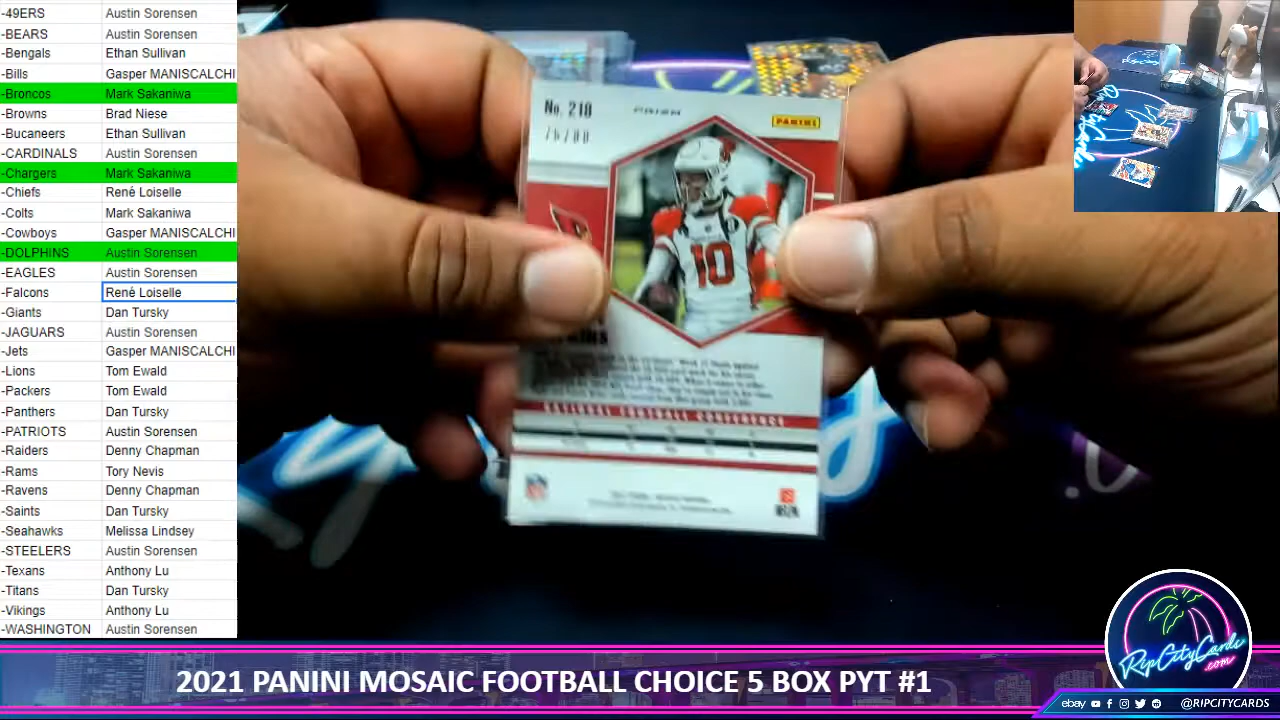 -49ERS Austin Sorensen
-BEARS Austin Sorensen
-Bengals Ethan Sullivan
-Bills Gasper MANISCALCHI
-Broncos Mark Sakaniwa
-Browns Brad Niese
-Bucaneers Ethan Sullivan
-CARDINALS Austin Sorensen
-Chargers Mark Sakaniwa
-Chiefs René Loiselle
-Colts Mark Sakaniwa
-Cowboys Gasper MANISCALCHI
-DOLPHINS Austin Sorensen
-EAGLES Austin Sorensen
-Falcons René Loiselle
-Giants Dan Tursky
-JAGUARS Austin Sorensen
-Jets Gasper MANISCALCHI
-Lions Tom Ewald
-Packers Tom Ewald
-Panthers Dan Tursky
-PATRIOTS Austin Sorensen
-Raiders Denny Chapman
-Rams Tory Nevis
-Ravens Denny Chapman
-Saints Dan Tursky
-Seahawks Melissa Lindsey
-STEELERS Austin Sorensen
-Texans Anthony Lu
-Titans Dan Tursky
-Vikings Anthony Lu
-WASHINGTON Austin Sorensen
No. 218
PRIZM
PANINI
10
NATIONAL FOOTBALL CONFERENCE
RipCityCards
.com
2021 PANINI MOSAIC FOOTBALL CHOICE 5 BOX PYT #1
ebay @RIPCITYCARDS